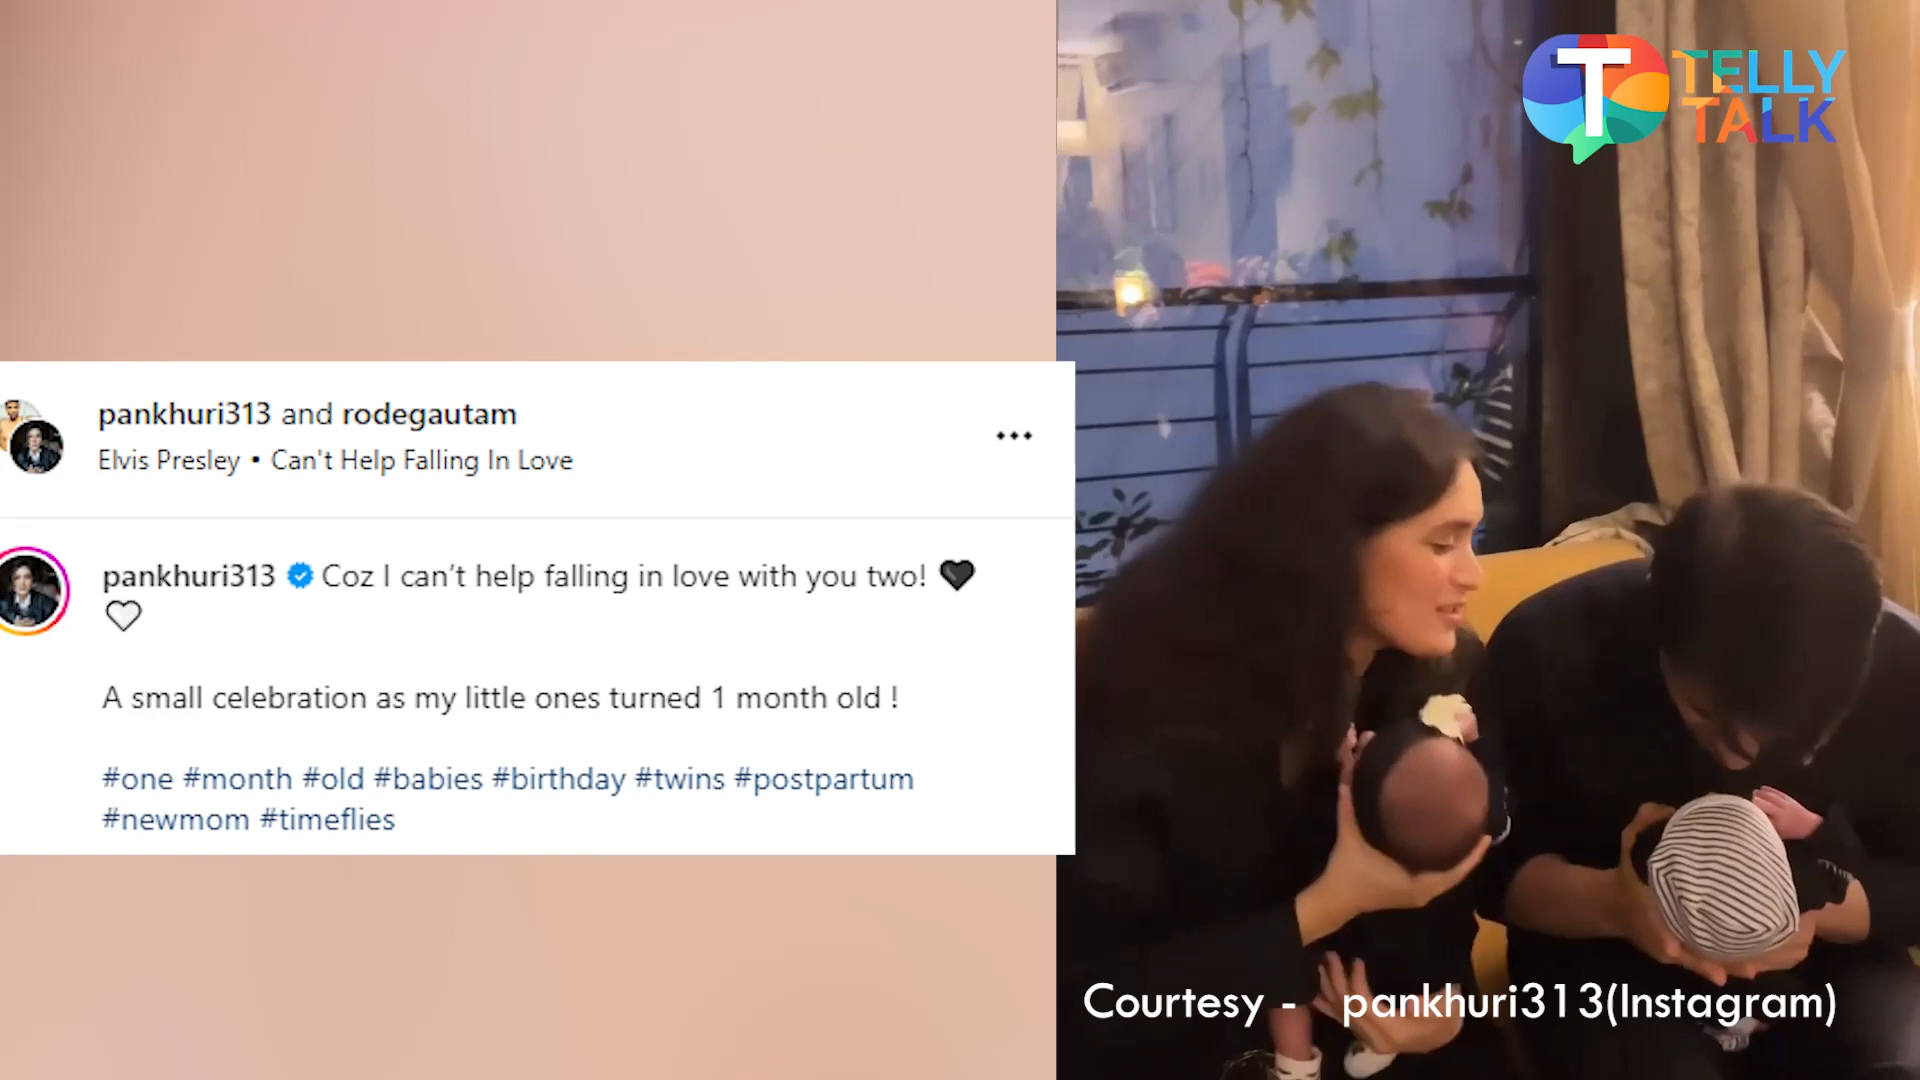 T TELLY
TALK
pankhuri313 and rodegautam
Elvis Presley • Can't Help Falling In Love
pankhuri313 Coz I can't help falling in love with you two! 🖤
🤍
A small celebration as my little ones turned 1 month old !
#one #month #old #babies #birthday #twins #postpartum
#newmom #timeflies
Courtesy - pankhuri313(Instagram)